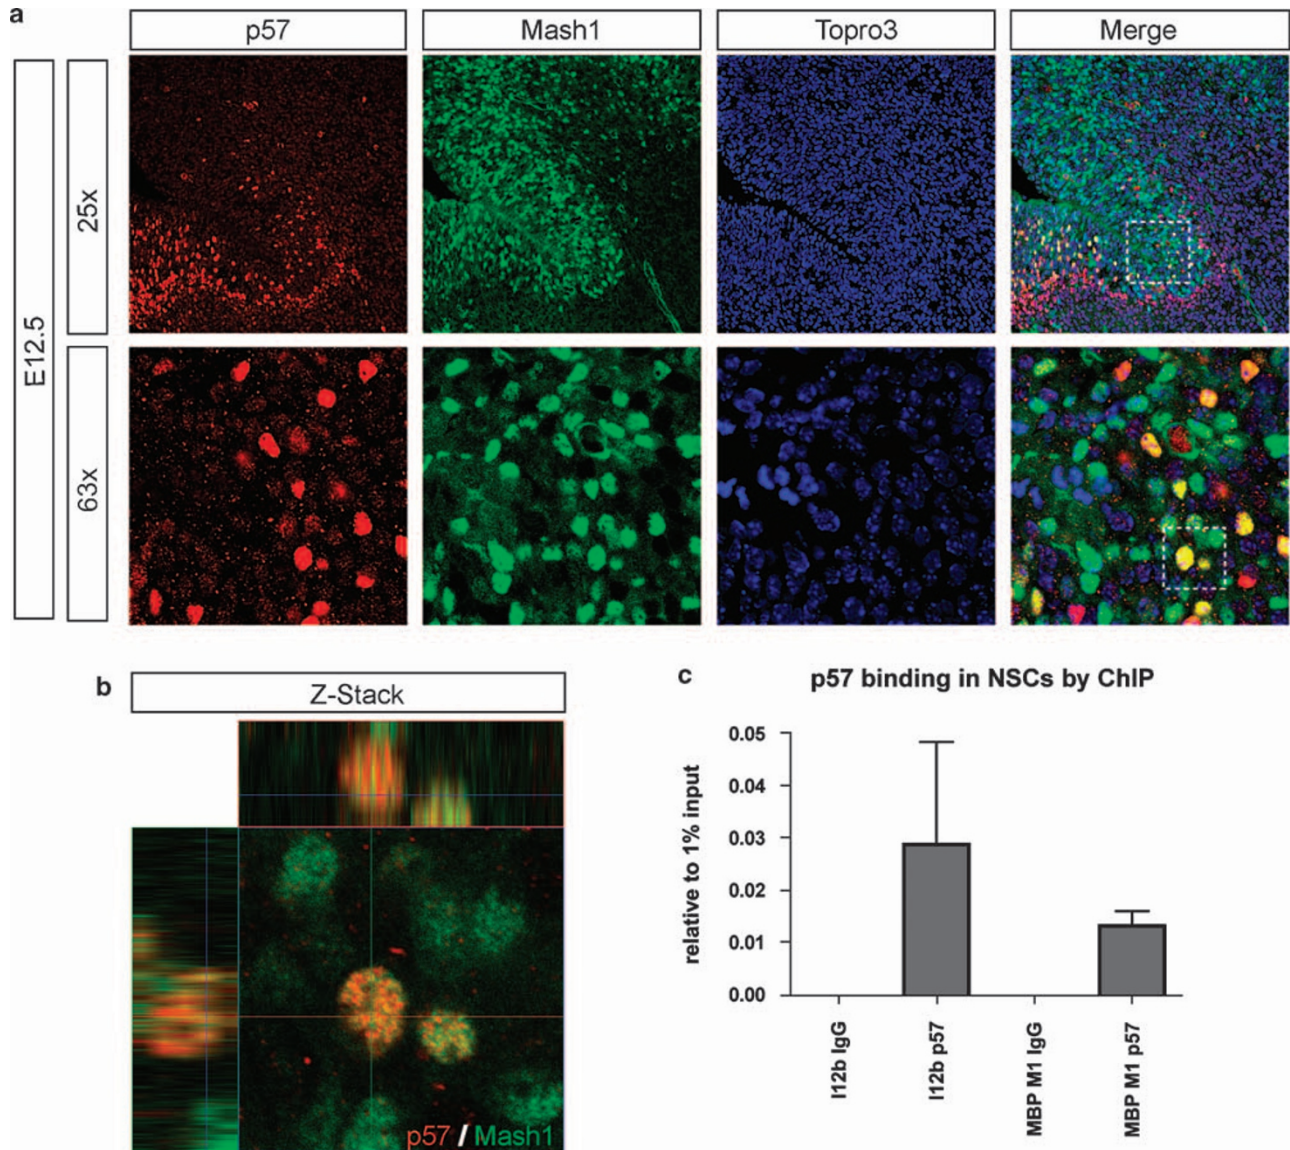 a
p57
Mash1
Topro3
Merge
E12.5
25x
63x
b
Z-Stack
p57 / Mash1
c
p57 binding in NSCs by ChIP
relative to 1% input
0.05
0.04
0.03
0.02
0.01
0.00
I12b IgG
I12b p57
MBP M1 IgG
MBP M1 p57